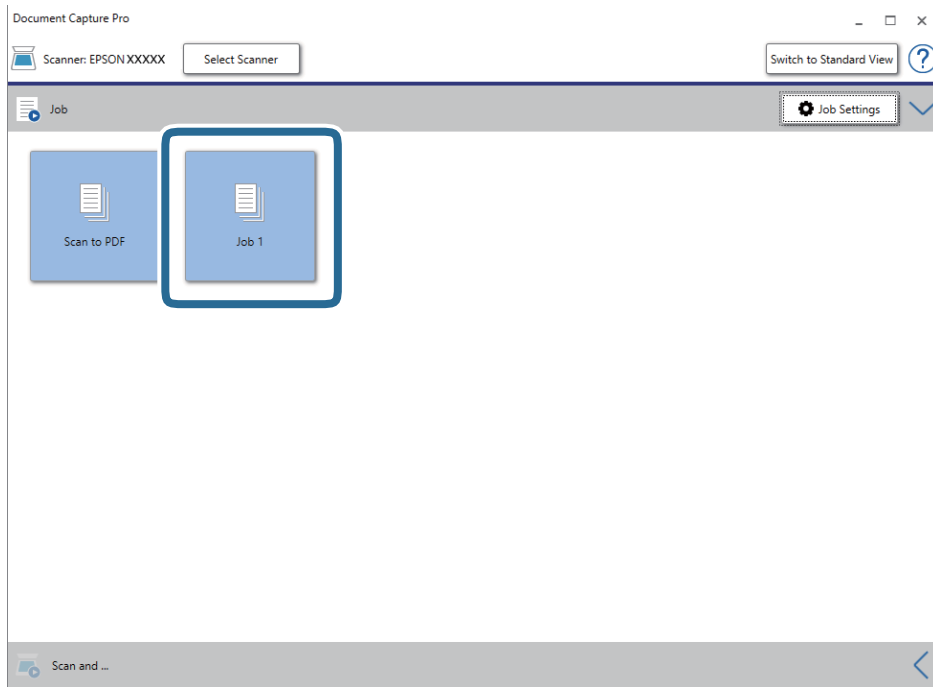 Document Capture Pro
Scanner: EPSON XXXXX Select Scanner Switch to Standard View ?
Job Job Settings
Scan to PDF Job 1
Scan and ...